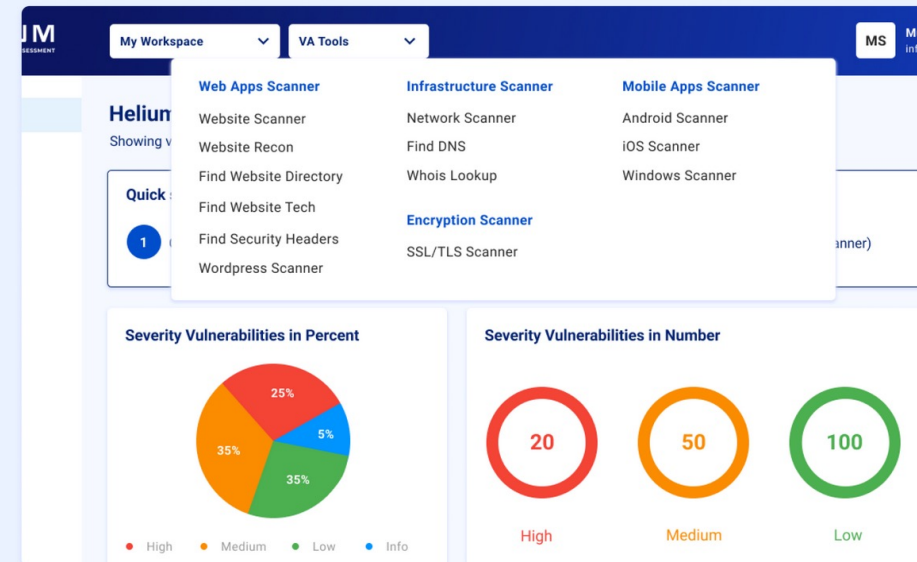 UM
My Workspace
VA Tools
MS
SESSMENT
Web Apps Scanner
Website Scanner
Website Recon
Find Website Directory
Find Website Tech
Find Security Headers
Wordpress Scanner
Infrastructure Scanner
Network Scanner
Find DNS
Whois Lookup
Encryption Scanner
SSL/TLS Scanner
Mobile Apps Scanner
Android Scanner
iOS Scanner
Windows Scanner
Helium
Showing
Quick
1
anner)
Severity Vulnerabilities in Percent
25%
5%
35%
35%
High
Medium
Low
Info
Severity Vulnerabilities in Number
20
50
100
High
Medium
Low